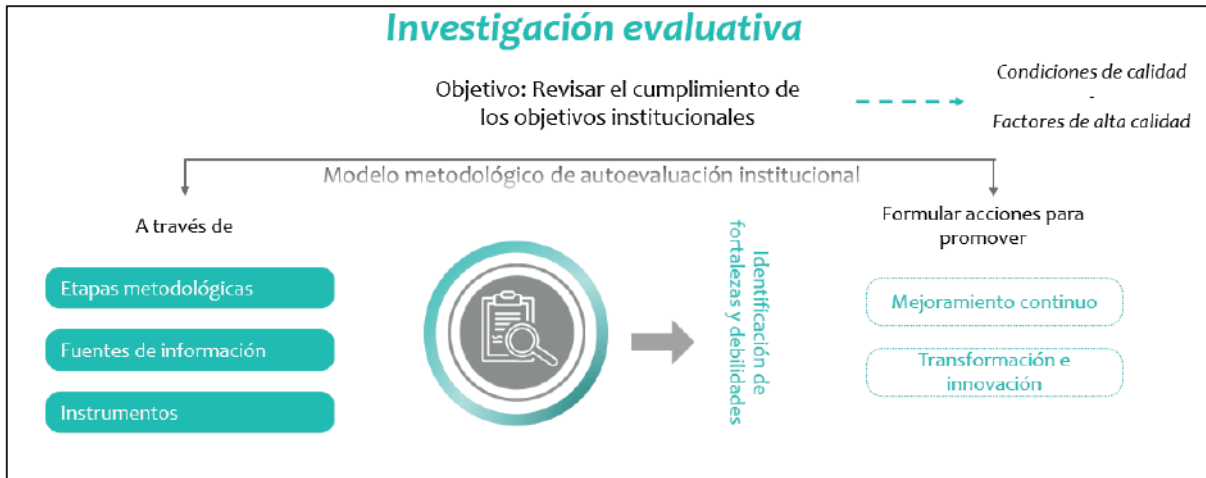 Investigación evaluativa
Objetivo: Revisar el cumplimiento de
los objetivos institucionales
Condiciones de calidad
-
Factores de alta calidad
Modelo metodológico de autoevaluación institucional
A través de
Etapas metodológicas
Fuentes de información
Instrumentos
Identificación de
fortalezas y debilidades
Formular acciones para
promover
Mejoramiento continuo
Transformación e
innovación